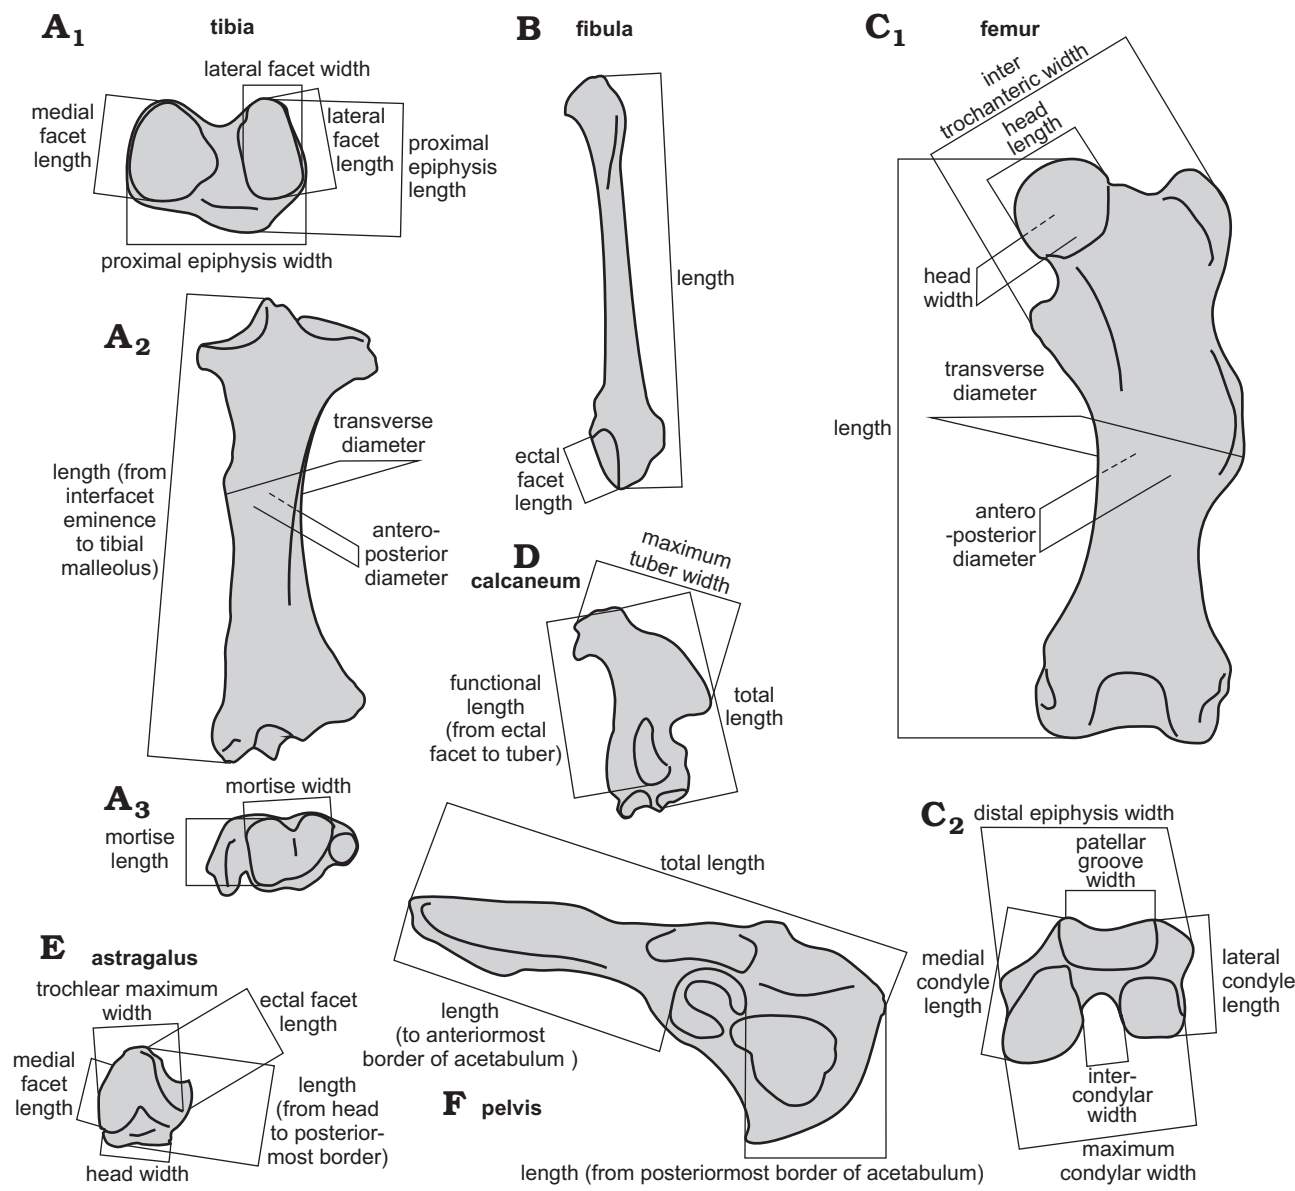 A1 tibia
lateral facet width
medial
facet
length
lateral
facet
length
proximal
epiphysis
length
proximal epiphysis width
A2
transverse
diameter
length (from
interfacet
eminence
to tibial
malleolus)
antero-
posterior
diameter
A3
mortise width
mortise
length
B fibula
length
ectal
facet
length
C1 femur
inter
trochanteric width
head
length
head
width
transverse
diameter
length
antero
-posterior
diameter
C2
distal epiphysis width
patellar
groove
width
medial
condyle
length
lateral
condyle
length
inter-
condylar
width
maximum
condylar width
D
calcaneum
maximum
tuber width
functional
length
(from ectal
facet to tuber)
total
length
E astragalus
trochlear maximum
width
ectal facet
length
medial
facet
length
length
(from head
to posterior-
most border)
head width
total length
length
(to anteriormost
border of acetabulum )
F pelvis
length (from posteriormost border of acetabulum)